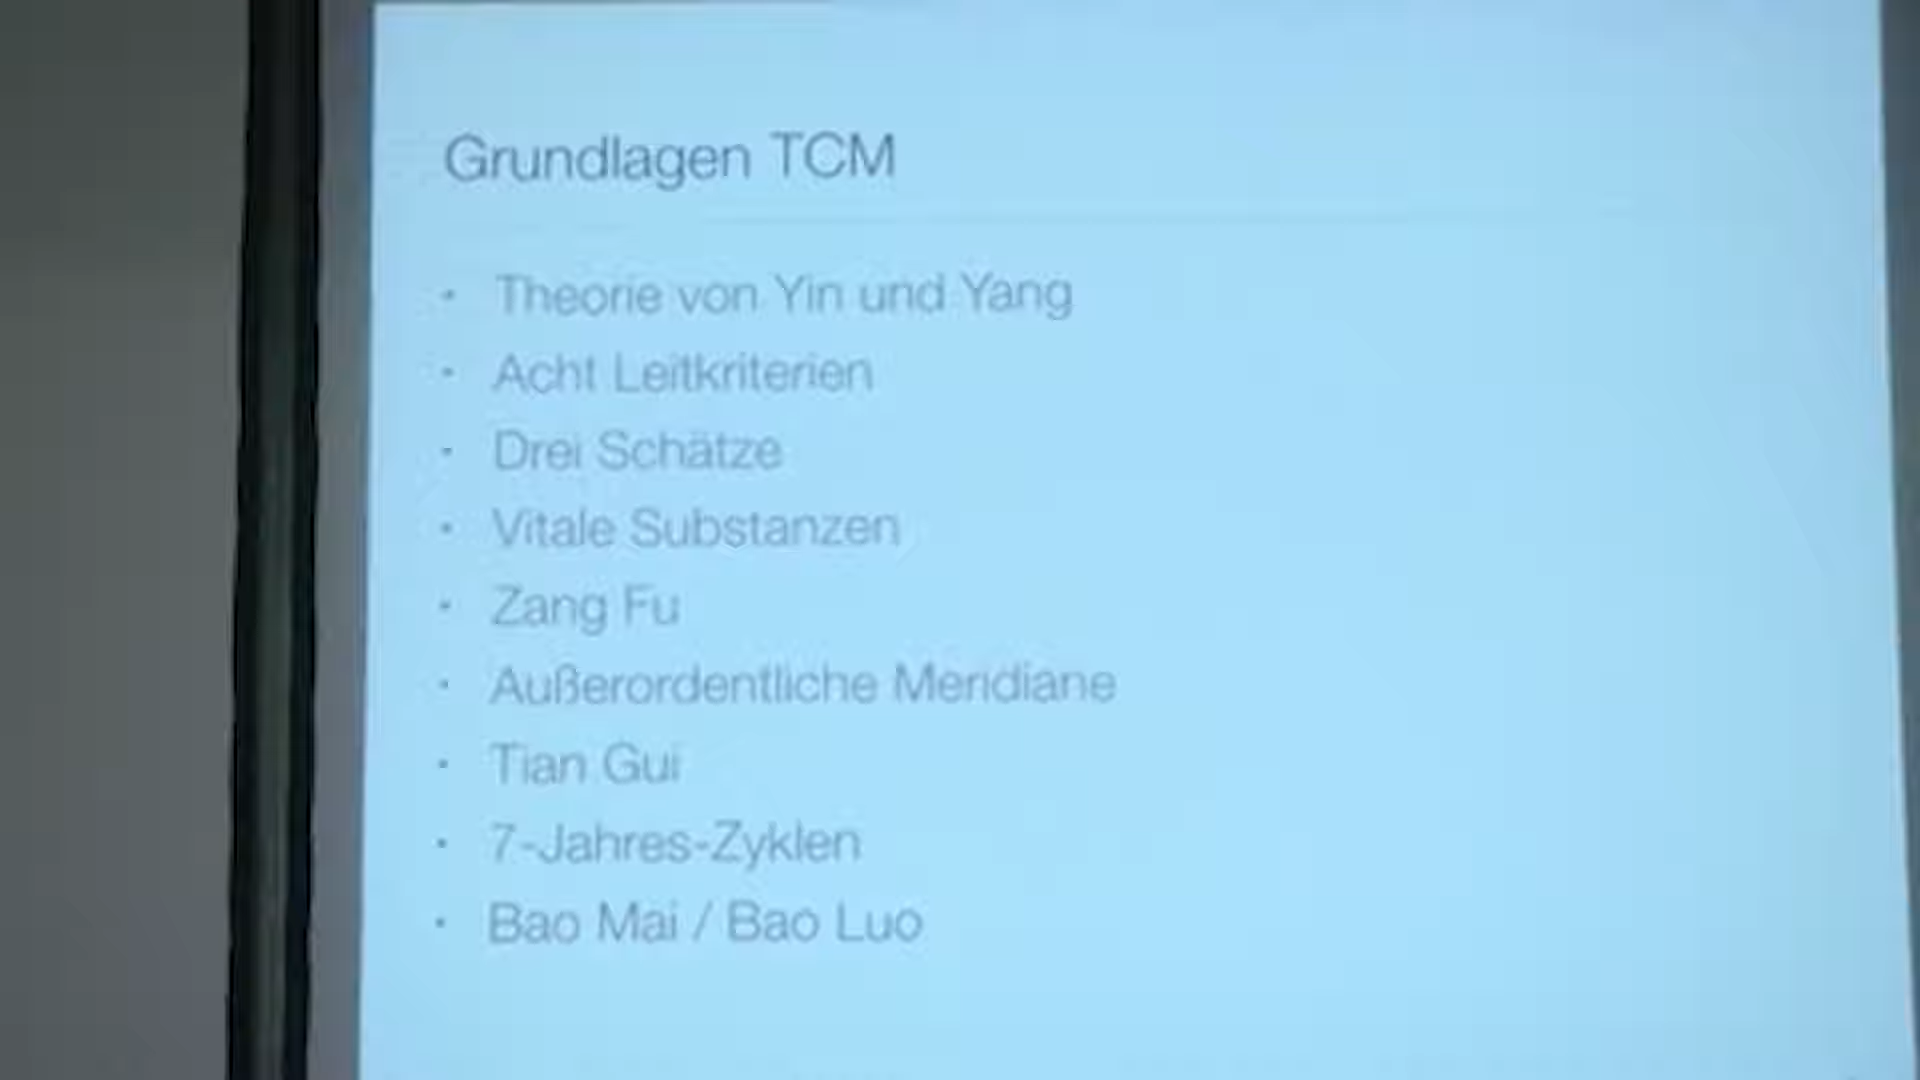 Grundlagen TCM
· Theorie von Yin und Yang
· Acht Leitkriterien
· Drei Schätze
· Vitale Substanzen
· Zang Fu
· Außerordentliche Meridiane
· Tian Gui
· 7-Jahres-Zyklen
· Bao Mai / Bao Luo